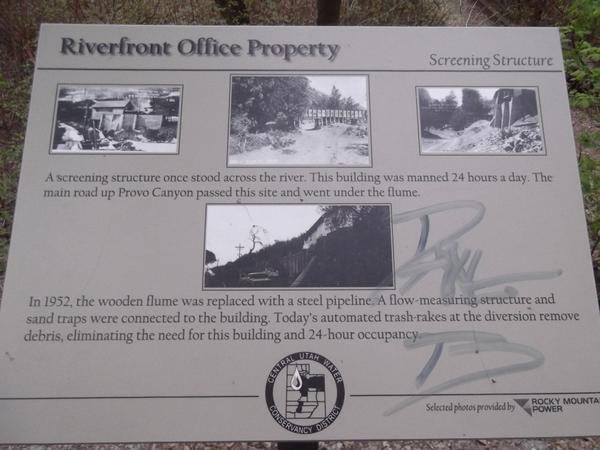 Riverfront Office Property
Screening Structure
A screening structure once stood across the river. This building was manned 24 hours a day. The
main road up Provo Canyon passed this site and went under the flume.
In 1952, the wooden flume was replaced with a steel pipeline. A flow-measuring structure and
sand traps were connected to the building. Today's automated trash-rakes at the diversion remove
debris, eliminating the need for this building and 24-hour occupancy.
CENTRAL UTAH WATER
CONSERVANCY DISTRICT
Selected photos provided by
ROCKY MOUNTA
POWER